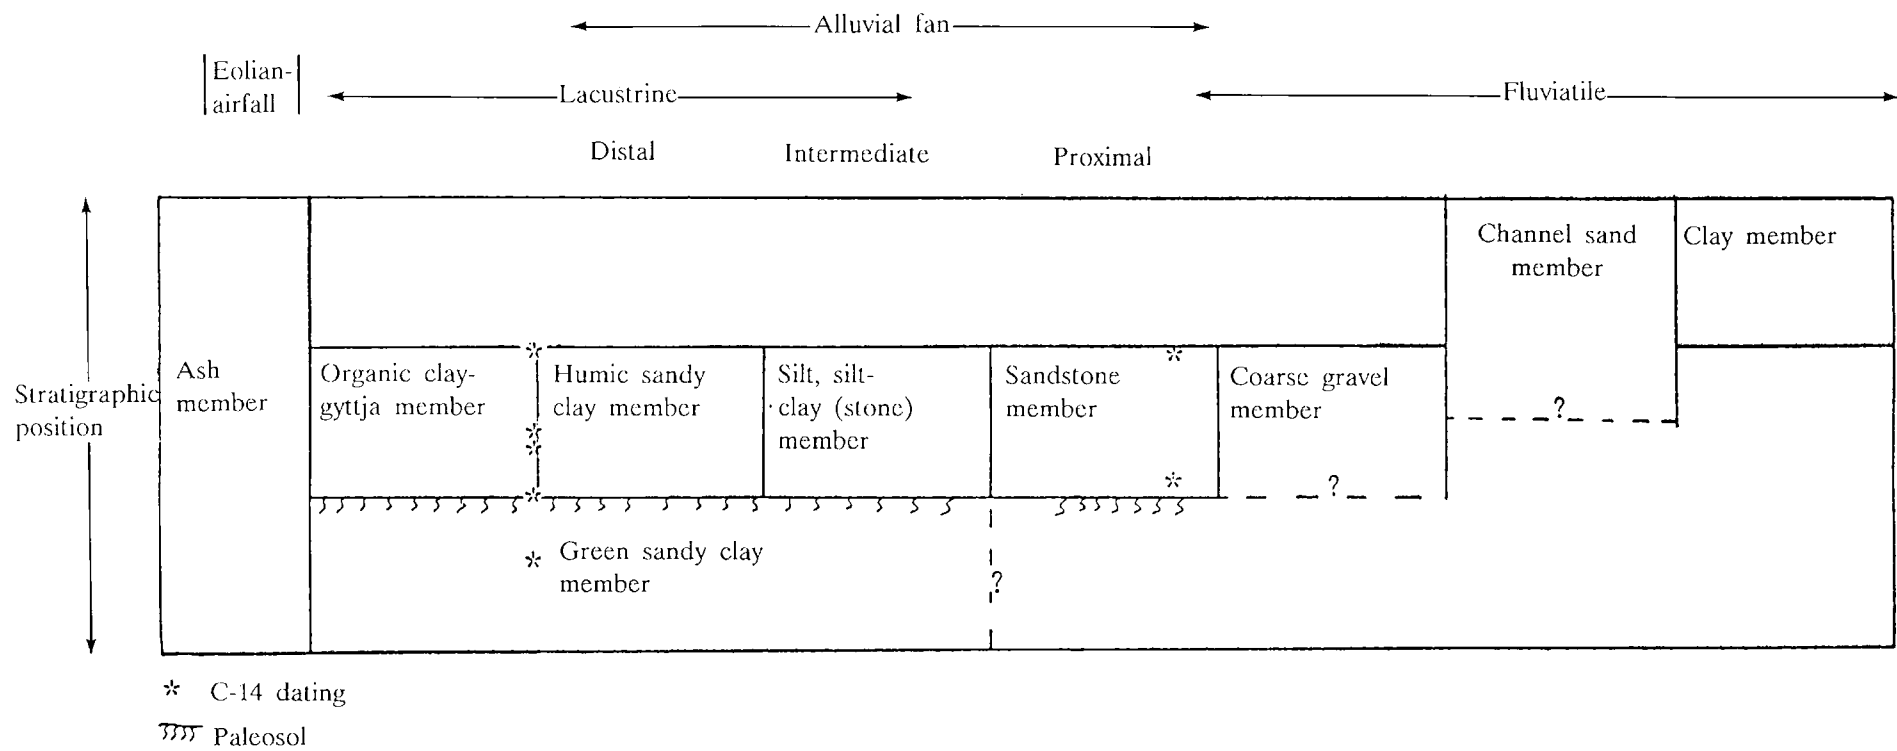 Alluvial fan
Eolian-
airfall
Lacustrine
Fluviatile
Distal
Intermediate
Proximal
Stratigraphic
position
Ash
member
Organic clay-
gyttja member
Humic sandy
clay member
Silt, silt-
clay (stone)
member
Sandstone
member
Coarse gravel
member
?
Channel sand
member
?
Clay member
Green sandy clay
member
?
* C-14 dating
Paleosol